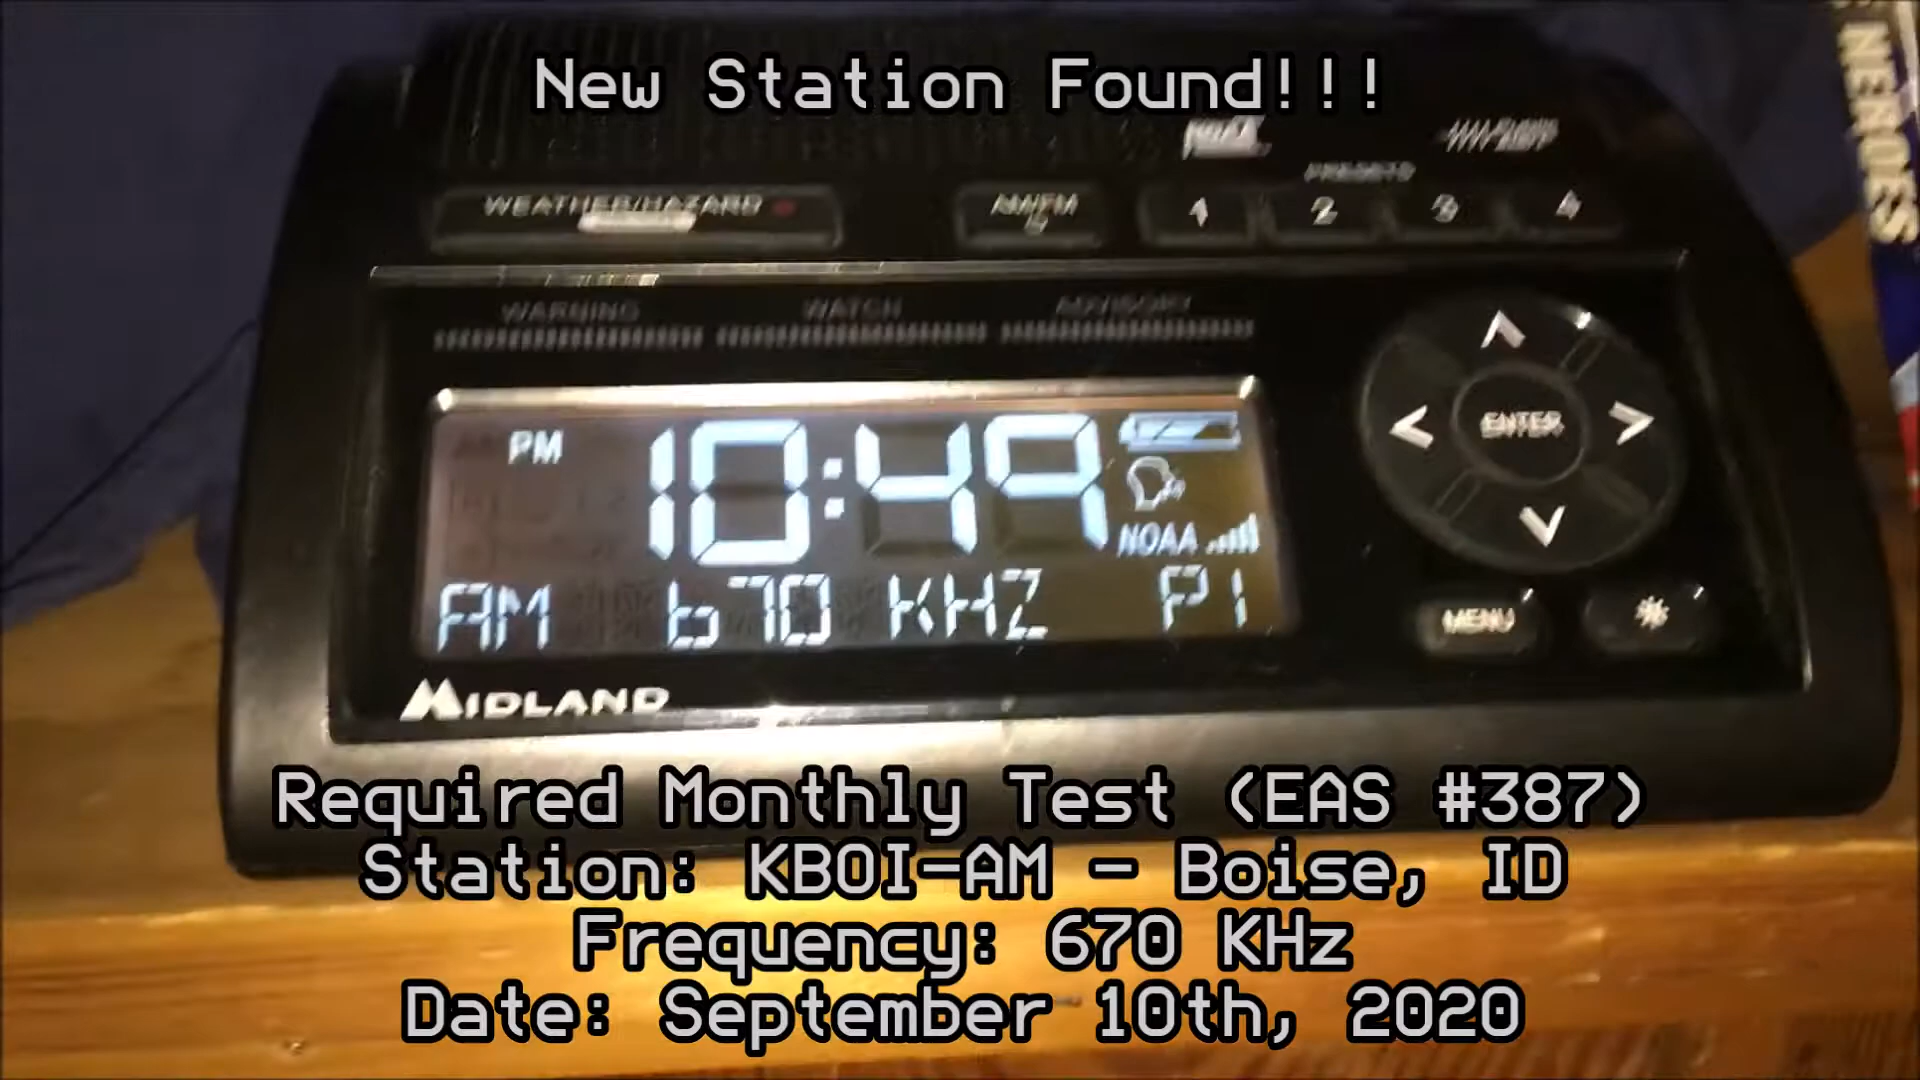 New Station Found!!!
WEATHER/HAZARD
AM/FM
PRESETS
1 2 3 4
WARNING WATCH ADVISORY
PM 10:49
NOAA
AM 670 KHZ P1
ENTER
MENU
MIDLAND
Required Monthly Test (EAS #387)
Station: KBOI-AM - Boise, ID
Frequency: 670 KHz
Date: September 10th, 2020